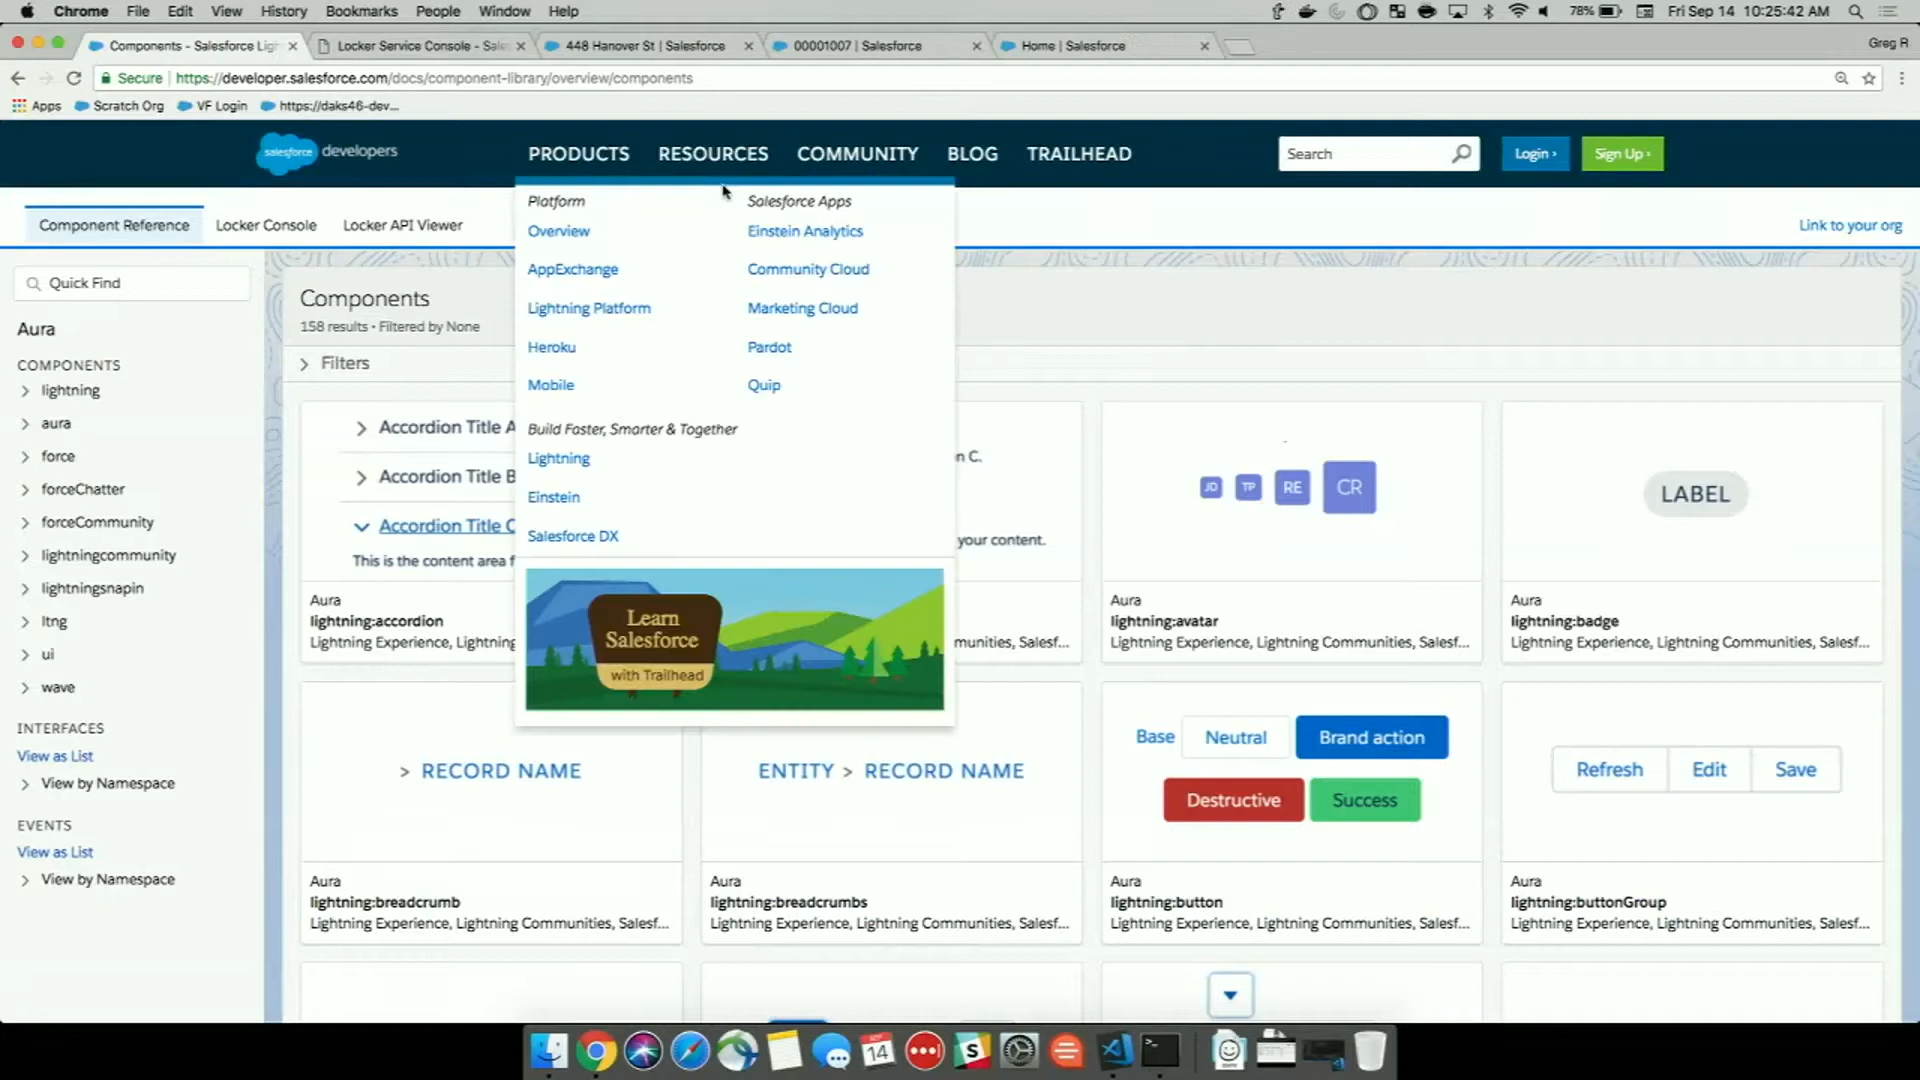 Chrome File Edit View History Bookmarks People Window Help
78% Fri Sep 14 10:25:42 AM
Components - Salesforce Lig
Locker Service Console - Sale
448 Hanover St | Salesforce
00001007 | Salesforce
Home | Salesforce
Greg R
Secure https://developer.salesforce.com/docs/component-library/overview/components
Apps Scratch Org VF Login https://daks46-dev...
salesforce developers
PRODUCTS RESOURCES COMMUNITY BLOG TRAILHEAD
Search
Login ›
Sign Up ›
Component Reference Locker Console Locker API Viewer
Link to your org
Platform
Overview
AppExchange
Lightning Platform
Heroku
Mobile
Salesforce Apps
Einstein Analytics
Community Cloud
Marketing Cloud
Pardot
Quip
Build Faster, Smarter & Together
Lightning
Einstein
Salesforce DX
Learn
Salesforce
with Trailhead
Quick Find
Aura
COMPONENTS
lightning
aura
force
forceChatter
forceCommunity
lightningcommunity
lightningsnapin
ltng
ui
wave
INTERFACES
View as List
View by Namespace
EVENTS
View as List
View by Namespace
Components
158 results • Filtered by None
Filters
Accordion Title A
Accordion Title B
Accordion Title C
This is the content area f
Aura
lightning:accordion
Lightning Experience, Lightning
n C.
your content.
munities, Salesf...
JD TP RE CR
Aura
lightning:avatar
Lightning Experience, Lightning Communities, Salesf...
LABEL
Aura
lightning:badge
Lightning Experience, Lightning Communities, Salesf...
> RECORD NAME
Aura
lightning:breadcrumb
Lightning Experience, Lightning Communities, Salesf...
ENTITY > RECORD NAME
Aura
lightning:breadcrumbs
Lightning Experience, Lightning Communities, Salesf...
Base Neutral Brand action
Destructive Success
Aura
lightning:button
Lightning Experience, Lightning Communities, Salesf...
Refresh Edit Save
Aura
lightning:buttonGroup
Lightning Experience, Lightning Communities, Salesf...
14